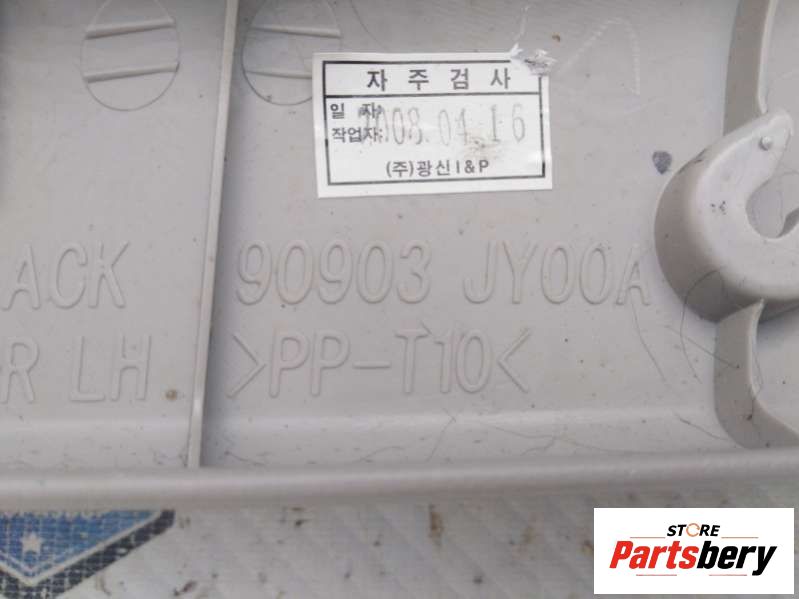 자주검사
일 자:
2008.04.16
작업자:
(주)광신I&P
ACK
90903 JY00A
R LH
>PP-T10<
STORE
Partsbery